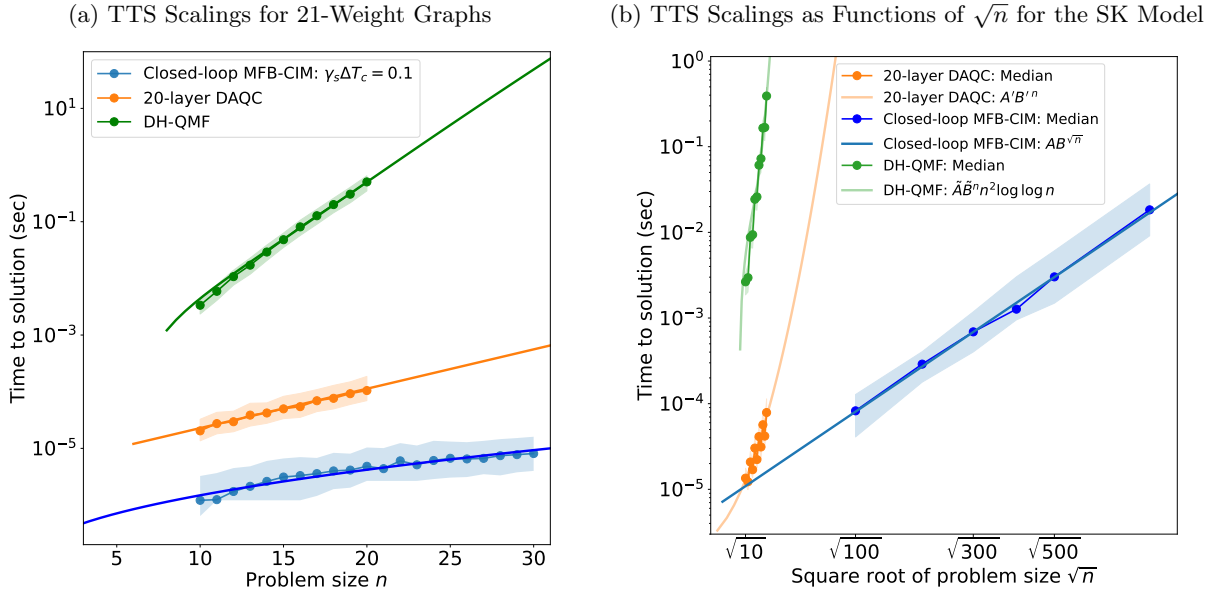 (a) TTS Scalings for 21-Weight Graphs
Time to solution (sec)
10^1
10^−1
10^−3
10^−5
Closed-loop MFB-CIM: γ_sΔT_c = 0.1
20-layer DAQC
DH-QMF
5 10 15 20 25 30
Problem size n
(b) TTS Scalings as Functions of √n for the SK Model
Time to solution (sec)
10^0
10^−1
10^−2
10^−3
10^−4
10^−5
20-layer DAQC: Median
20-layer DAQC: A′B′^n
Closed-loop MFB-CIM: Median
Closed-loop MFB-CIM: AB^√n
DH-QMF: Median
DH-QMF: ÃB̃^n n^2 log log n
√10 √100 √300 √500
Square root of problem size √n